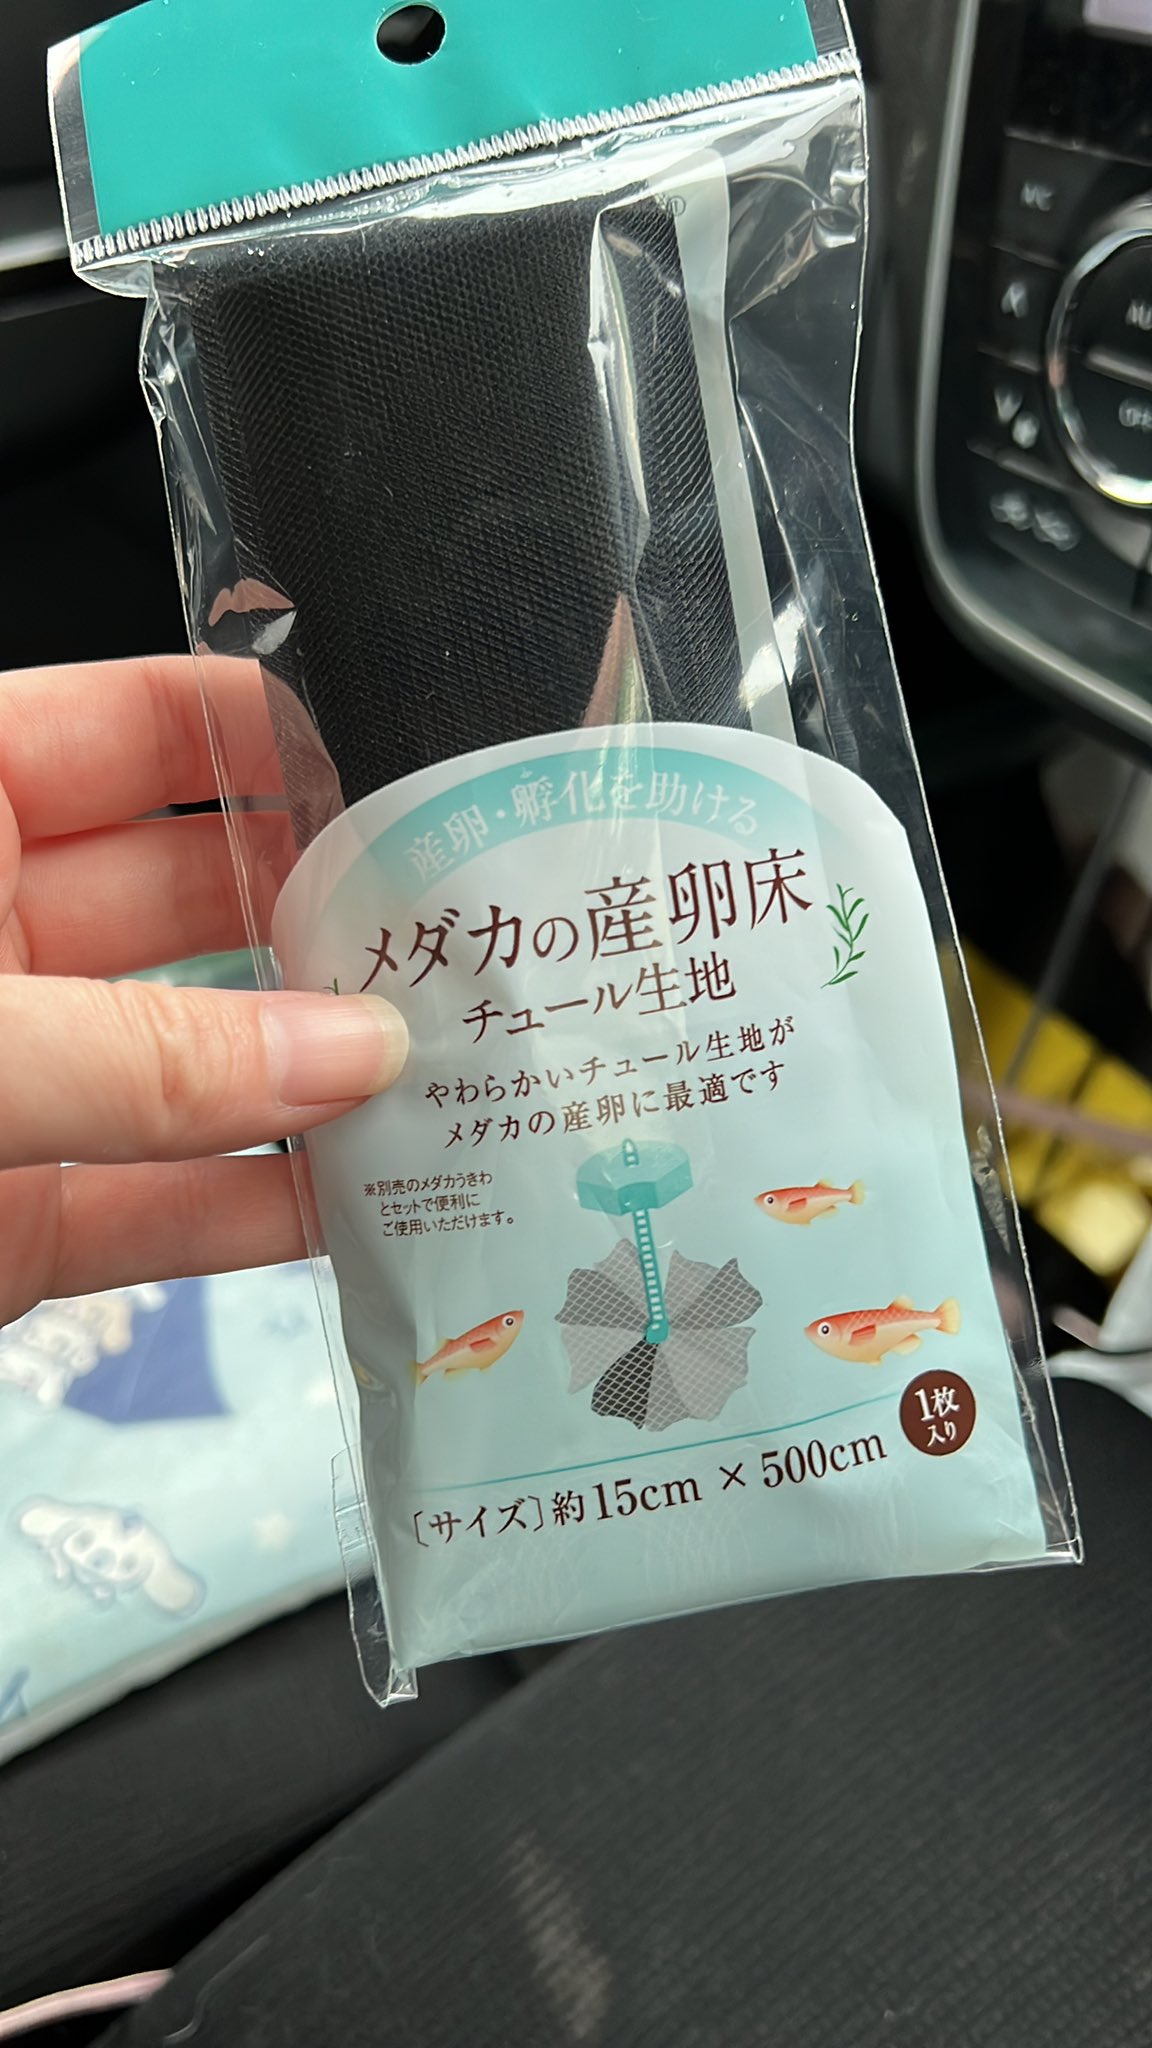 産卵・孵化を助ける
メダカの産卵床
チュール生地
やわらかいチュール生地が
メダカの産卵に最適です
※別売のメダカうきわ
とセットで便利に
ご使用いただけます。
1枚
入り
〔サイズ〕約15cm × 500cm